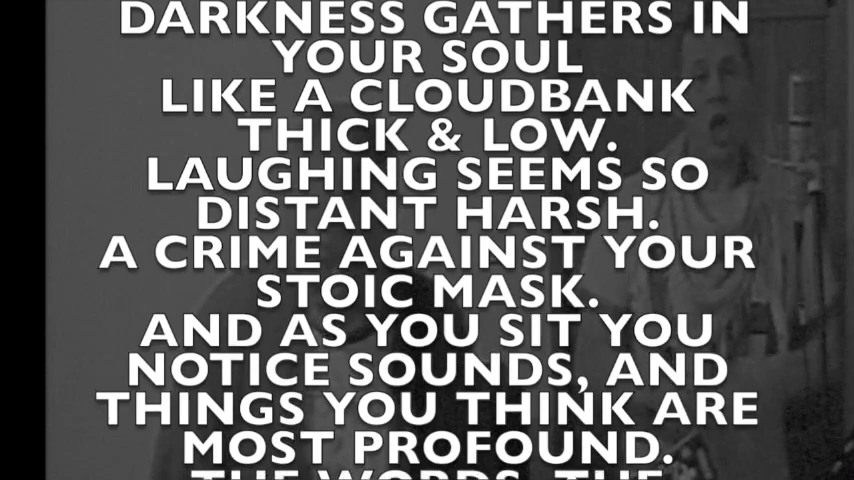 DARKNESS GATHERS IN
YOUR SOUL
LIKE A CLOUDBANK
THICK & LOW.
LAUGHING SEEMS SO
DISTANT HARSH.
A CRIME AGAINST YOUR
STOIC MASK.
AND AS YOU SIT YOU
NOTICE SOUNDS, AND
THINGS YOU THINK ARE
MOST PROFOUND.
THE WORDS, THE